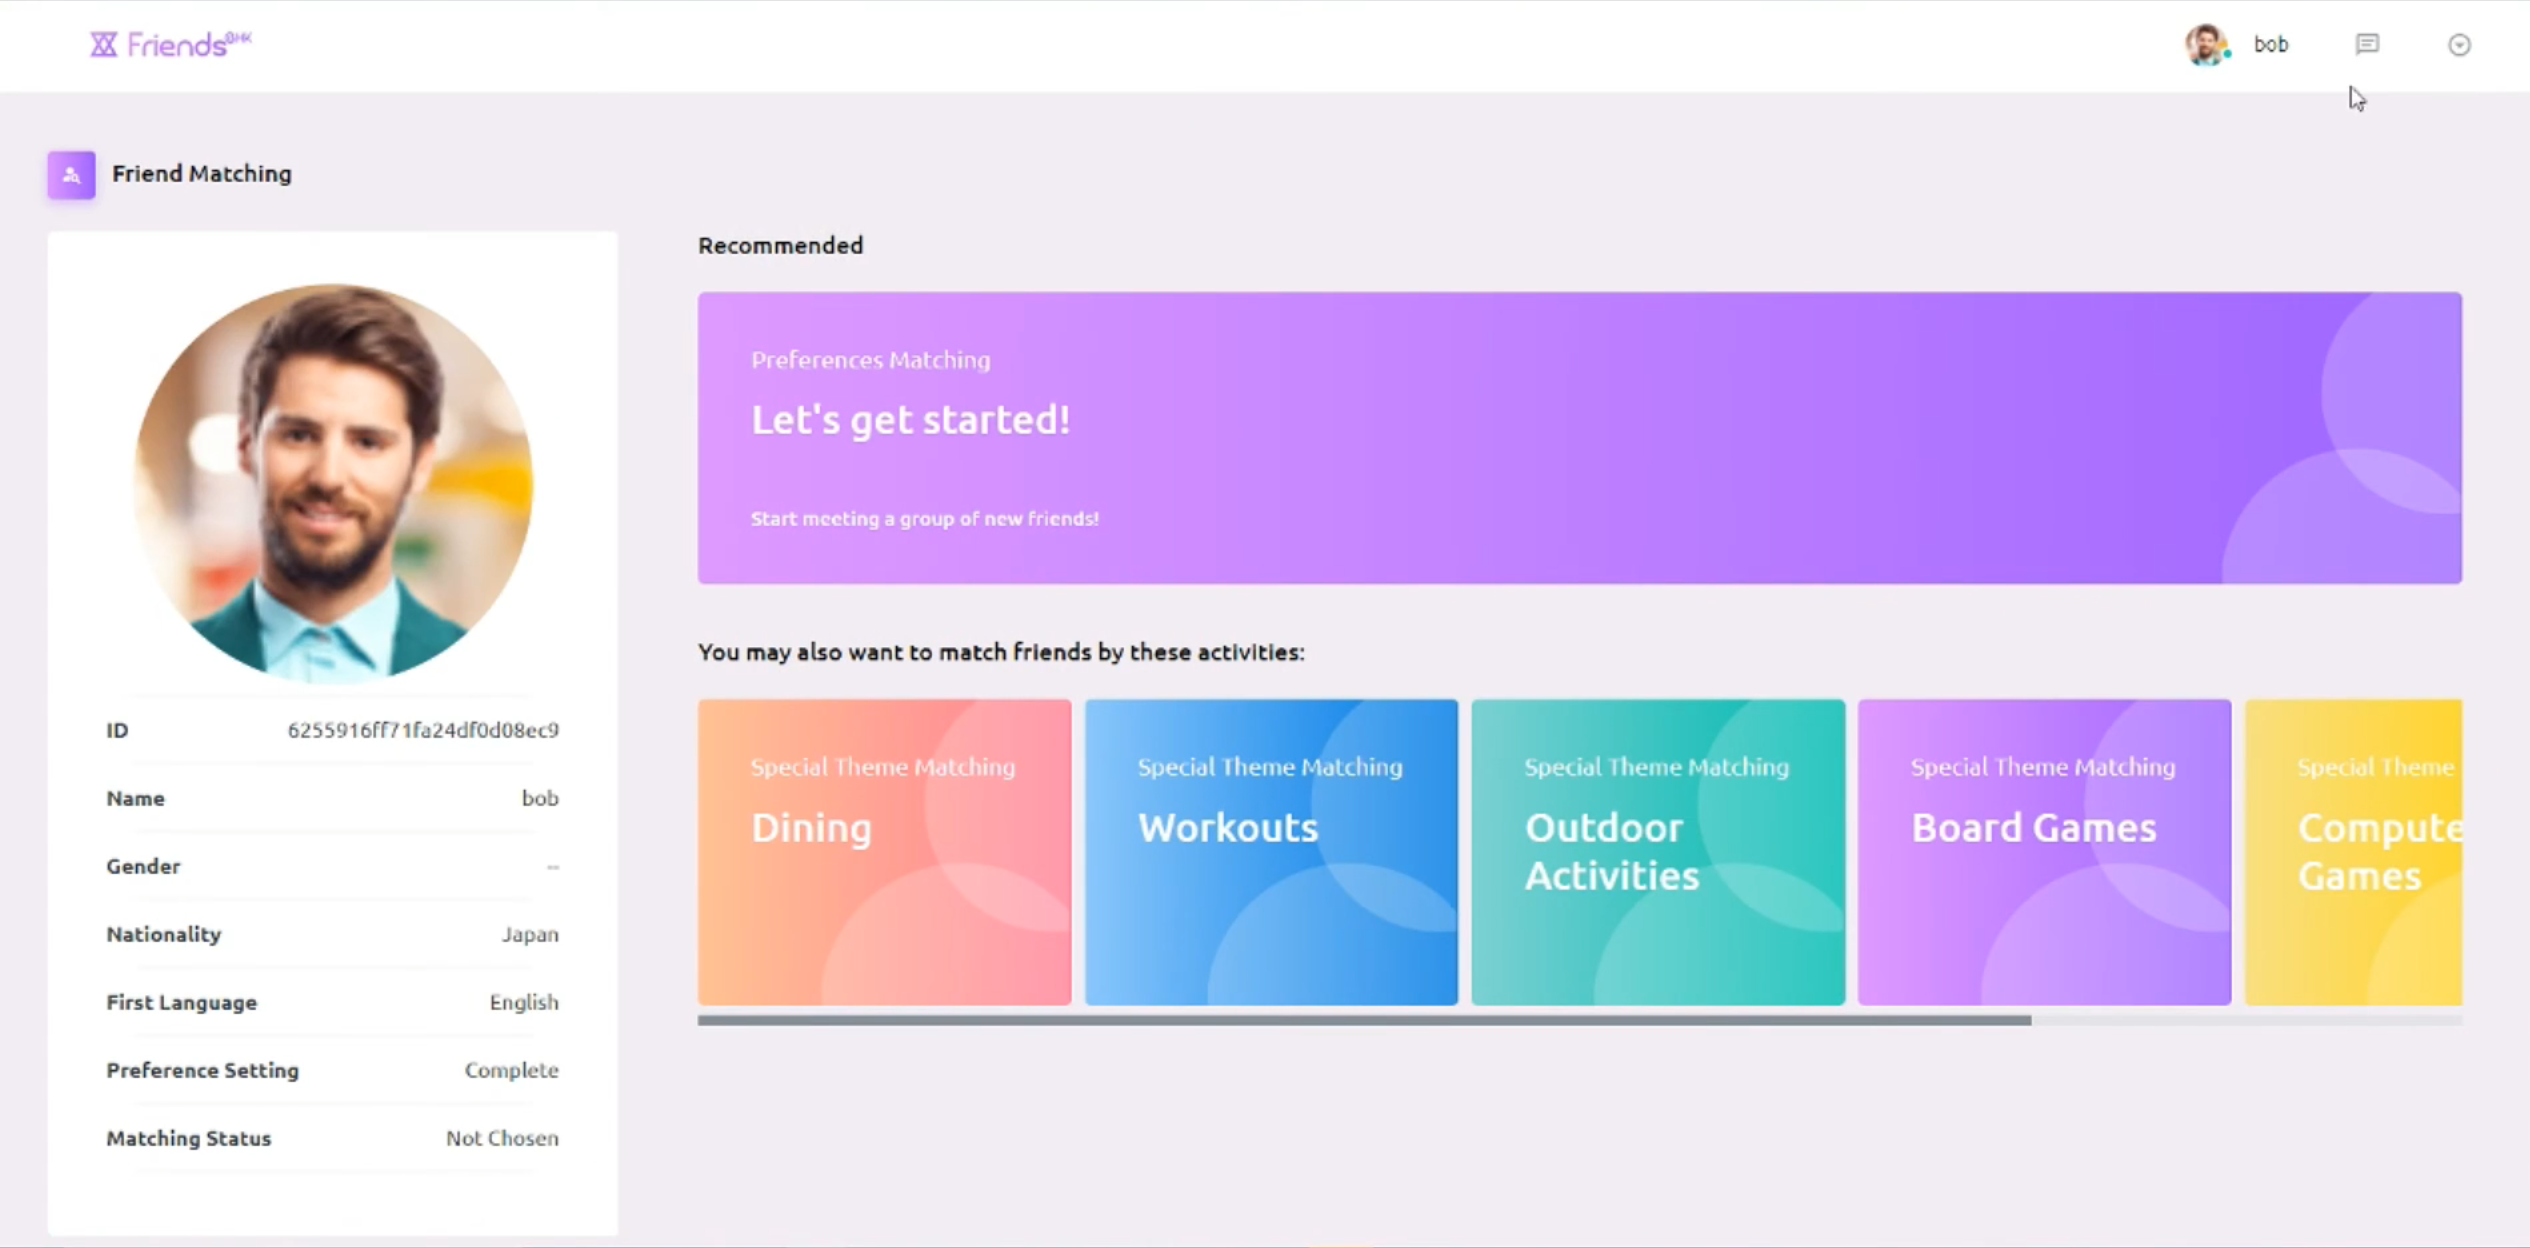 Friends@HK
bob
Friend Matching
ID 6255916ff71fa24df0d08ec9
Name bob
Gender --
Nationality Japan
First Language English
Preference Setting Complete
Matching Status Not Chosen
Recommended
Preferences Matching
Let's get started!
Start meeting a group of new friends!
You may also want to match friends by these activities:
Special Theme Matching
Dining
Special Theme Matching
Workouts
Special Theme Matching
Outdoor
Activities
Special Theme Matching
Board Games
Special Theme
Compute
Games